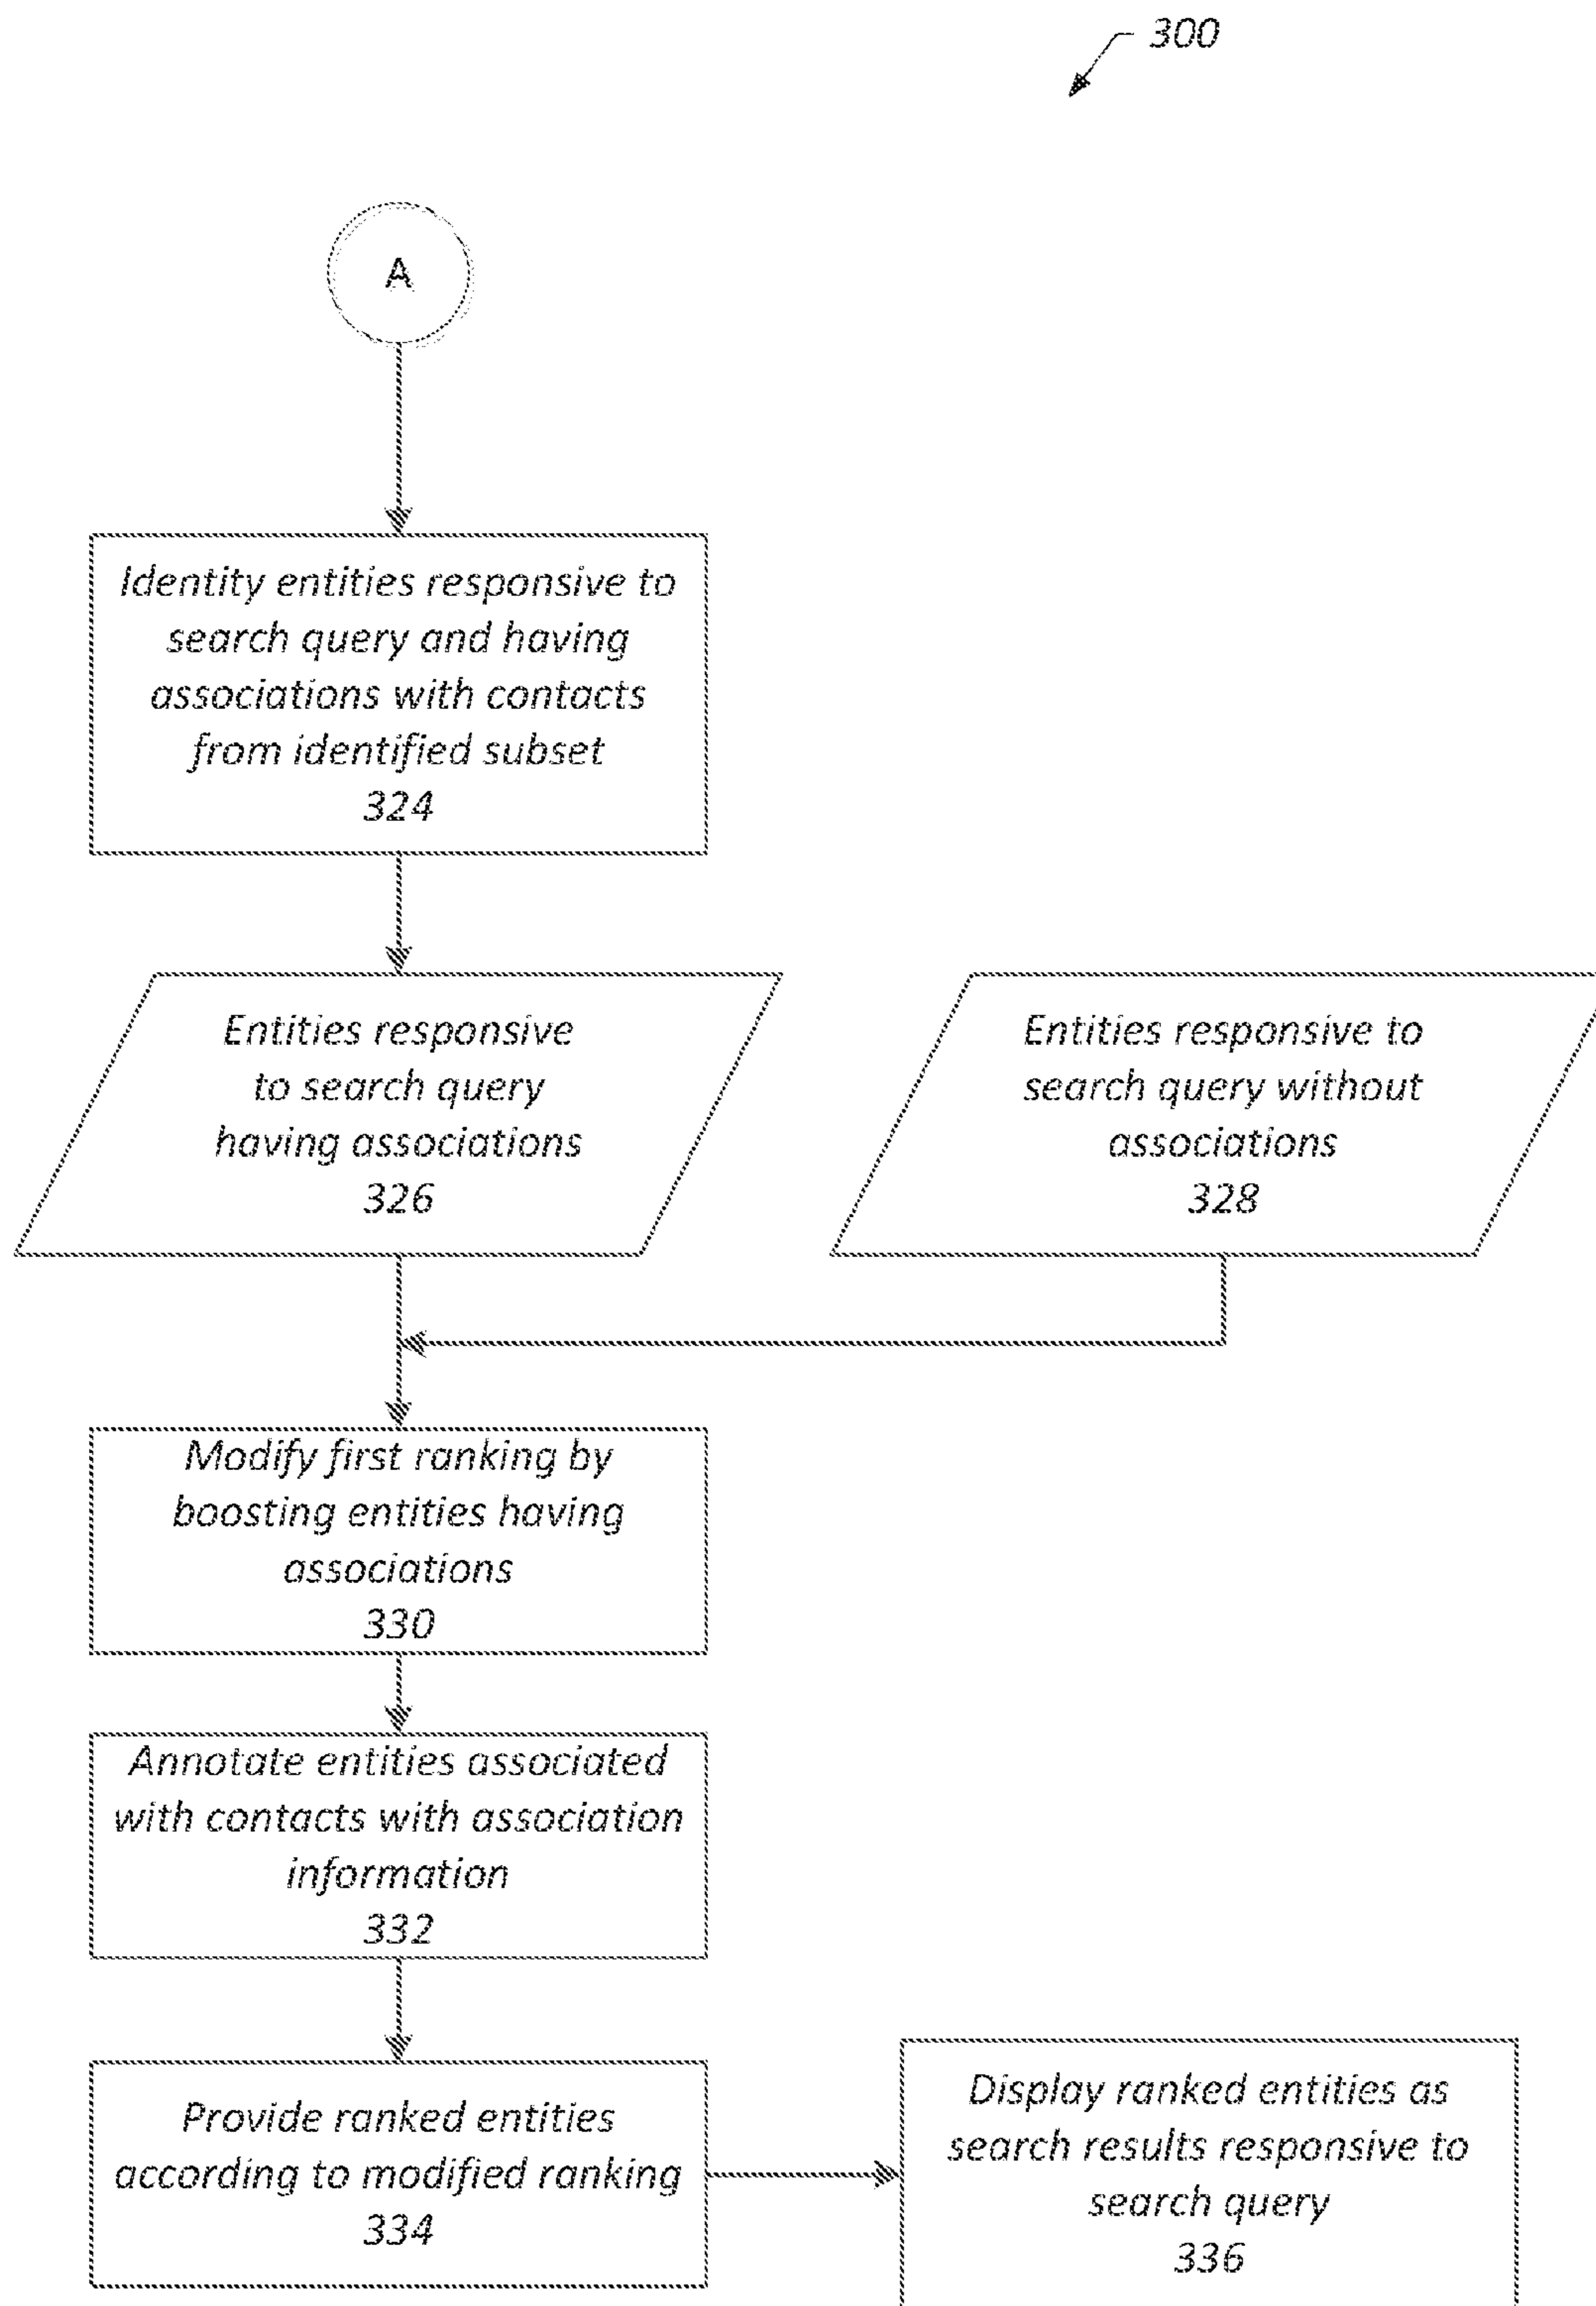 300
A
Identity entities responsive to
search query and having
associations with contacts
from identified subset
324
Entities responsive
to search query
having associations
326
Entities responsive to
search query without
associations
328
Modify first ranking by
boosting entities having
associations
330
Annotate entities associated
with contacts with association
information
332
Provide ranked entities
according to modified ranking
334
Display ranked entities as
search results responsive to
search query
336